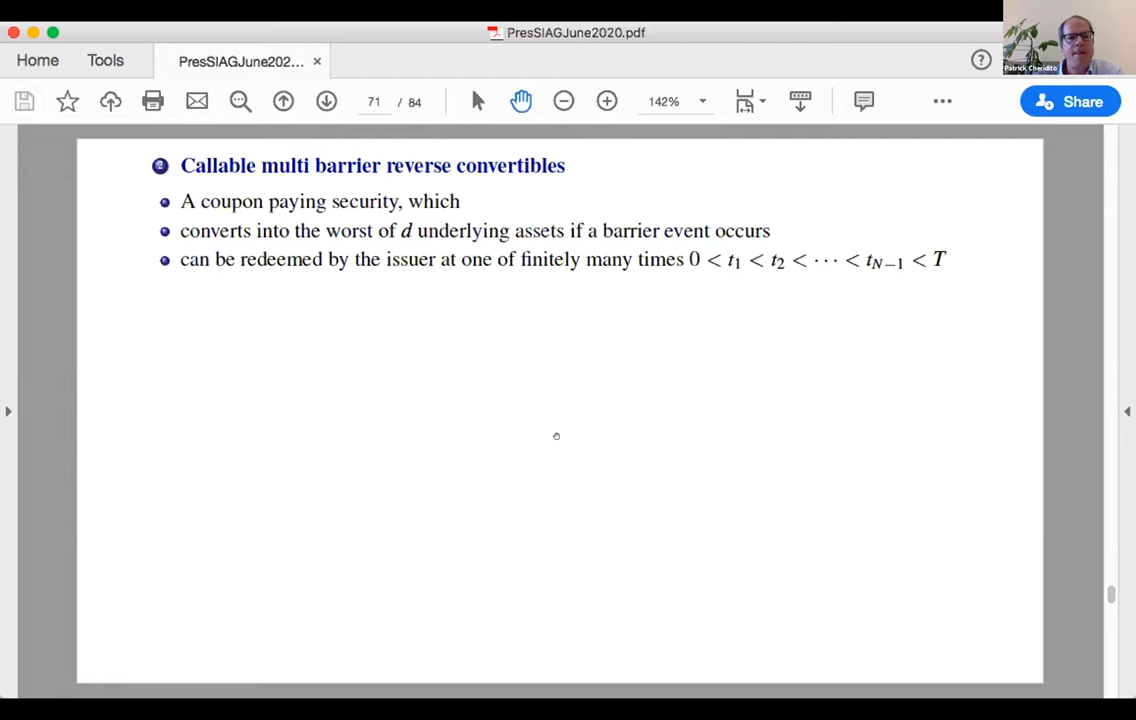 PresSIAGJune2020.pdf
Home
Tools
PresSIAGJune202...
71 / 84
142%
Share
Patrick Cheridito
2 Callable multi barrier reverse convertibles
A coupon paying security, which
converts into the worst of d underlying assets if a barrier event occurs
can be redeemed by the issuer at one of finitely many times 0 < t₁ < t₂ < ··· < t_{N−1} < T